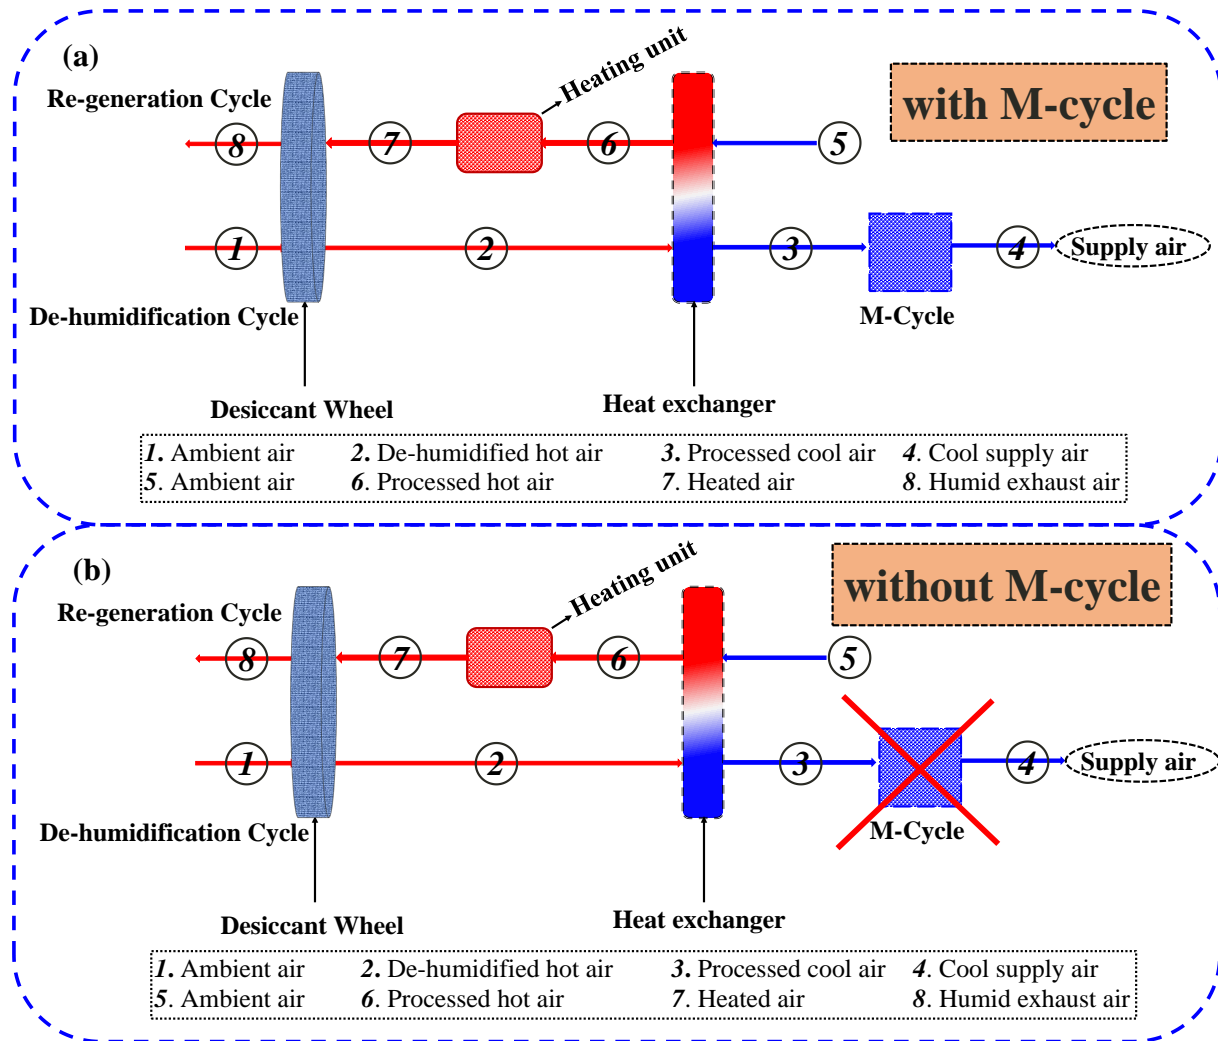 (a)
Heating unit
with M-cycle
Re-generation Cycle
8
7
6
5
1
2
3
4
Supply air
De-humidification Cycle
M-Cycle
Desiccant Wheel
Heat exchanger
1. Ambient air 2. De-humidified hot air 3. Processed cool air 4. Cool supply air
5. Ambient air 6. Processed hot air 7. Heated air 8. Humid exhaust air
(b)
Heating unit
without M-cycle
Re-generation Cycle
8
7
6
5
1
2
3
4
Supply air
De-humidification Cycle
M-Cycle
Desiccant Wheel
Heat exchanger
1. Ambient air 2. De-humidified hot air 3. Processed cool air 4. Cool supply air
5. Ambient air 6. Processed hot air 7. Heated air 8. Humid exhaust air